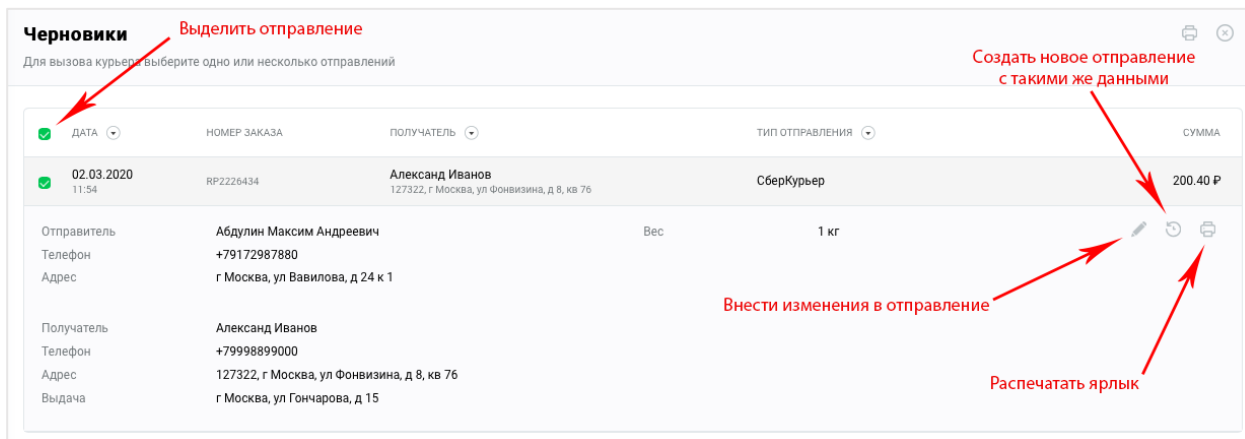 Черновики
Выделить отправление
Для вызова курьера выберите одно или несколько отправлений
Создать новое отправление
с такими же данными
ДАТА НОМЕР ЗАКАЗА ПОЛУЧАТЕЛЬ ТИП ОТПРАВЛЕНИЯ СУММА
02.03.2020
11:54
RP2226434
Александ Иванов
127322, г Москва, ул Фонвизина, д 8, кв 76
СберКурьер
200.40 ₽
Отправитель Абдулин Максим Андреевич Вес 1 кг
Телефон +79172987880
Адрес г Москва, ул Вавилова, д 24 к 1
Внести изменения в отправление
Получатель Александ Иванов
Телефон +79998899000
Адрес 127322, г Москва, ул Фонвизина, д 8, кв 76
Распечатать ярлык
Выдача г Москва, ул Гончарова, д 15